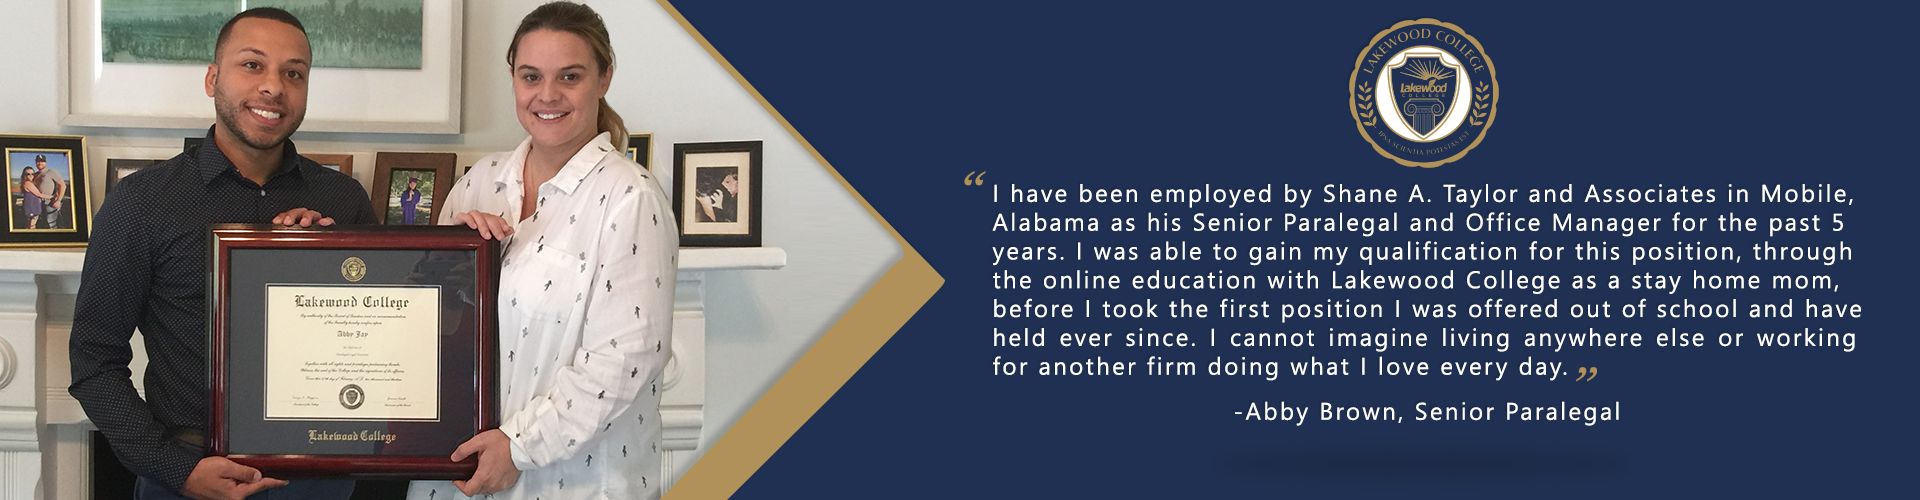 LAKEWOOD COLLEGE
Lakewood
COLLEGE
IPSA SCIENTIA POTESTAS EST
“ I have been employed by Shane A. Taylor and Associates in Mobile,
Alabama as his Senior Paralegal and Office Manager for the past 5
years. I was able to gain my qualification for this position, through
the online education with Lakewood College as a stay home mom,
before I took the first position I was offered out of school and have
held ever since. I cannot imagine living anywhere else or working
for another firm doing what I love every day. ”
-Abby Brown, Senior Paralegal
Lakewood College
Abby Jay
Lakewood College